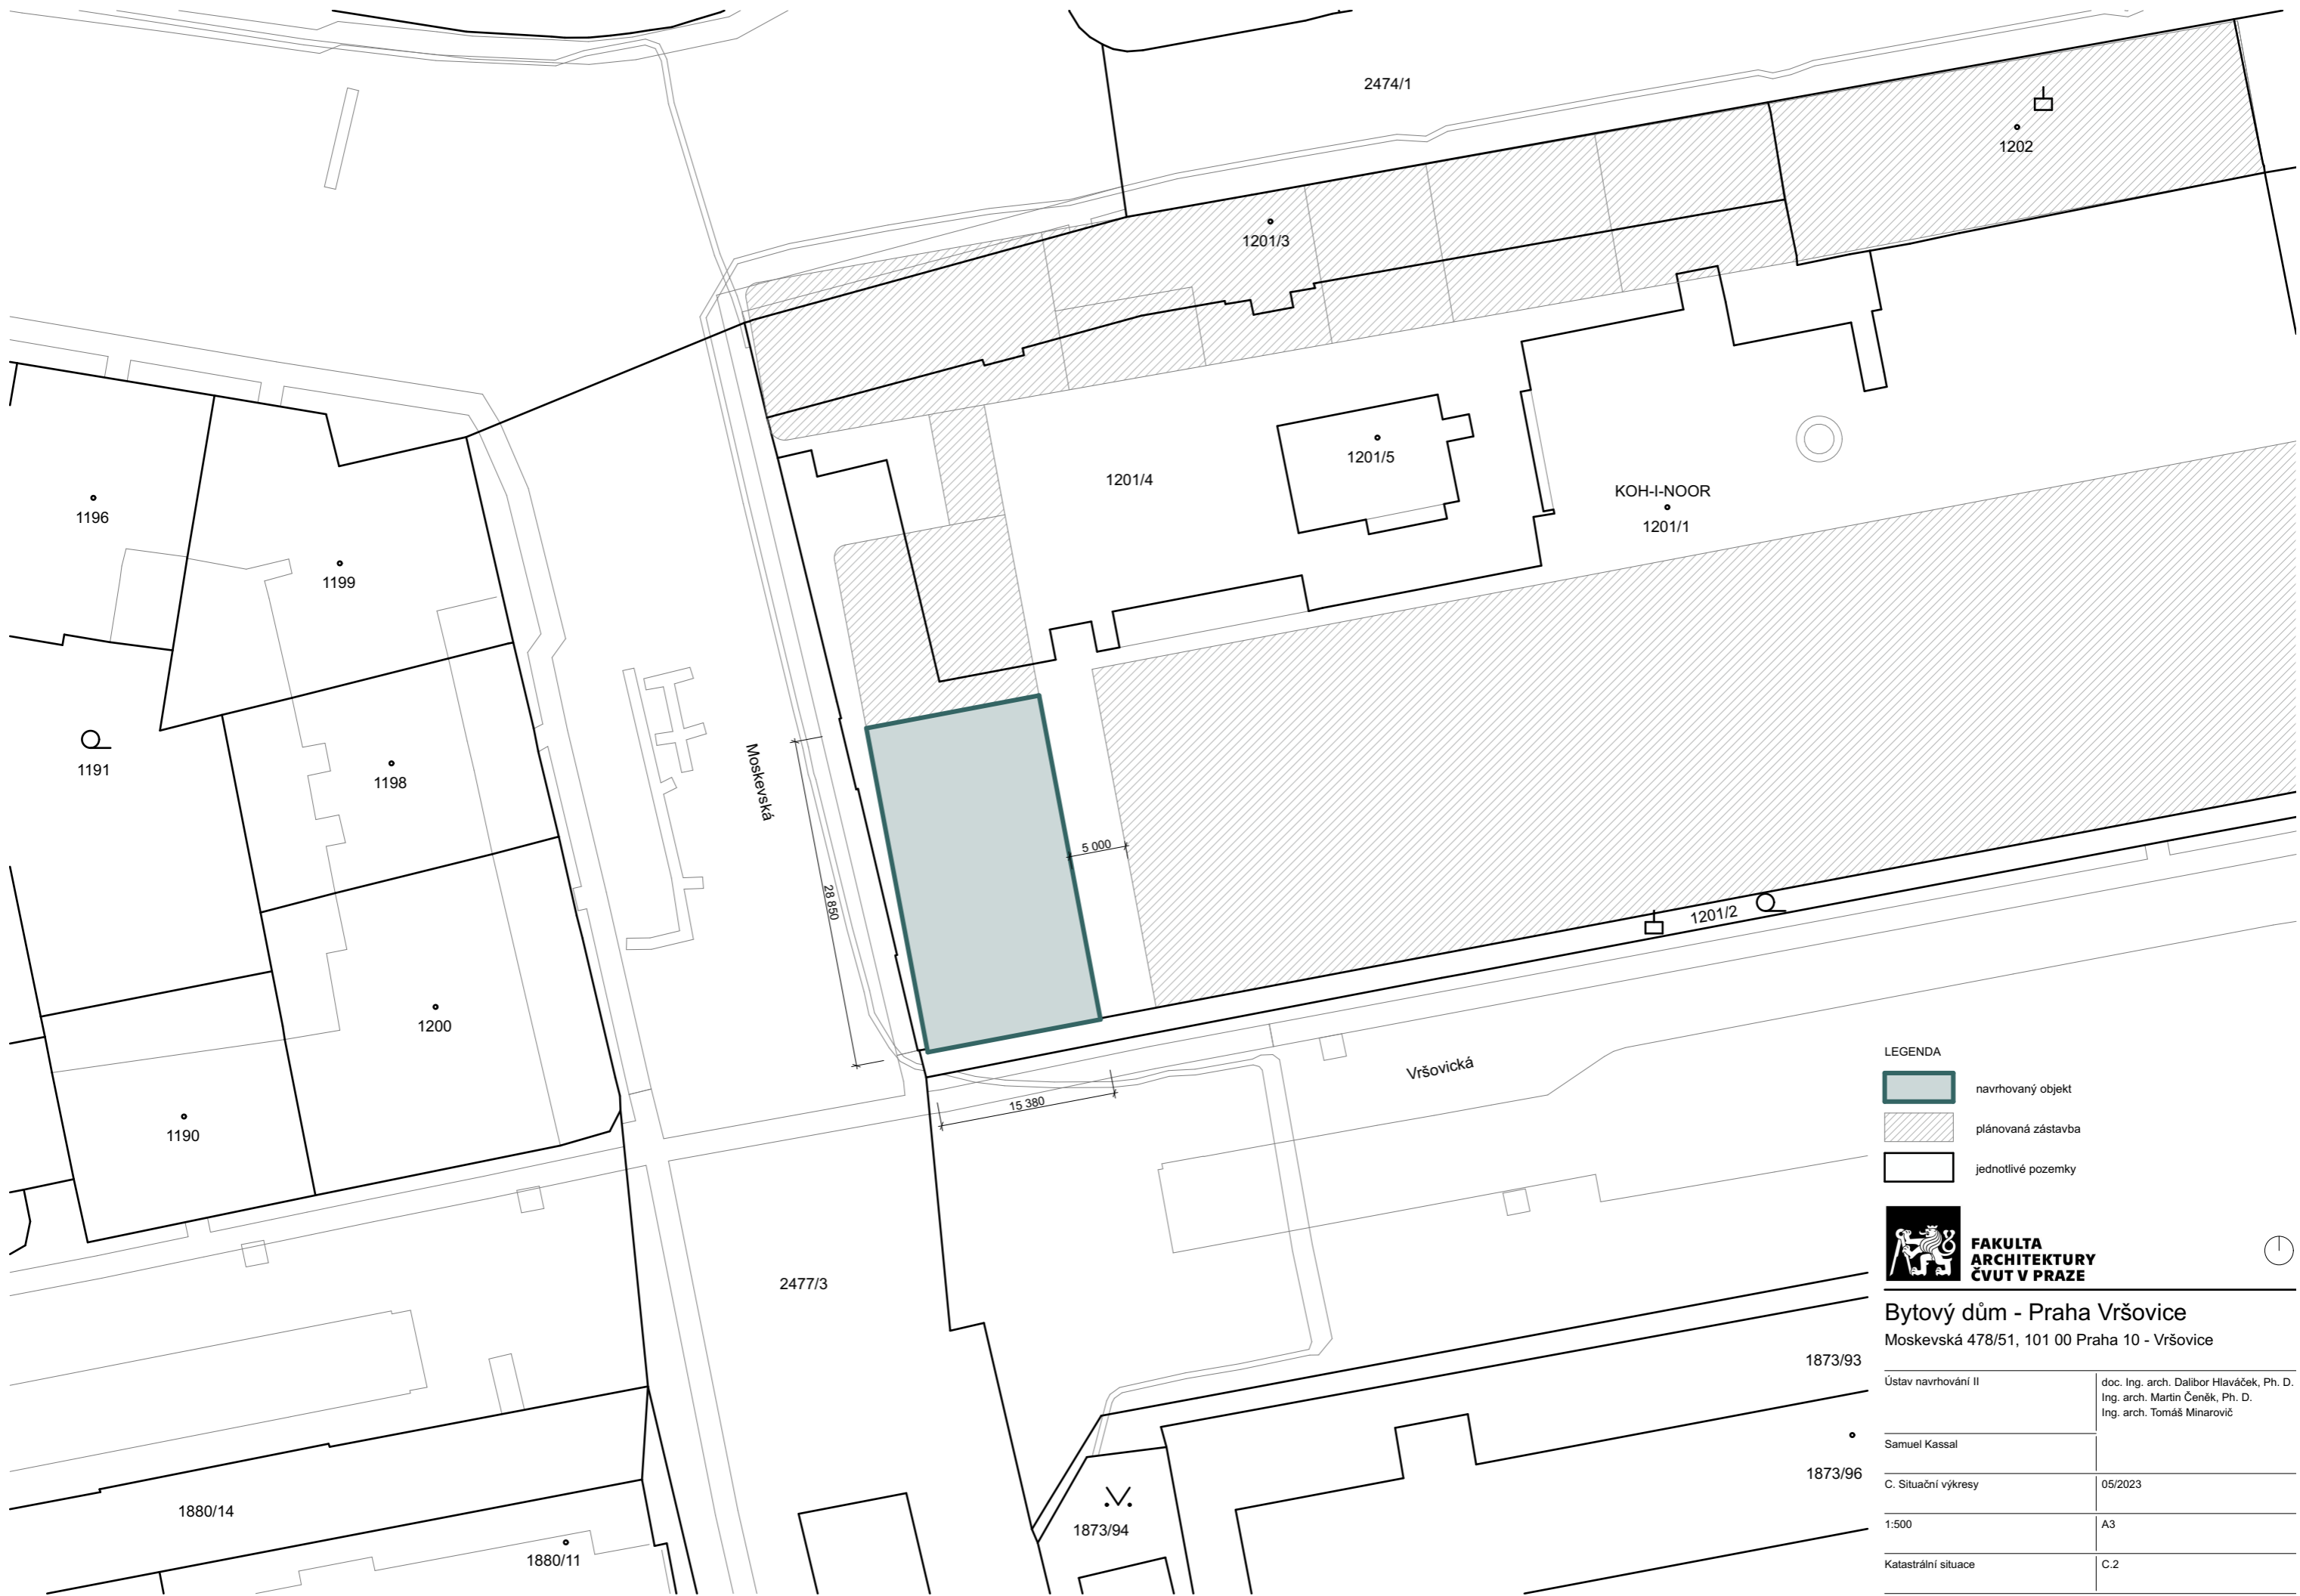 2474/1
1202
1201/3
1201/5
1201/4
KOH-I-NOOR
1201/1
1196
1199
1191
1198
Moskevská
5 000
28 850
1201/2
1200
1190
Vršovická
15 380
2477/3
1873/93
1873/96
1873/94
1880/14
1880/11
LEGENDA
navrhovaný objekt
plánovaná zástavba
jednotlivé pozemky
FAKULTA
ARCHITEKTURY
ČVUT V PRAZE
Bytový dům - Praha Vršovice
Moskevská 478/51, 101 00 Praha 10 - Vršovice
Ústav navrhování II
doc. Ing. arch. Dalibor Hlaváček, Ph. D.
Ing. arch. Martin Čeněk, Ph. D.
Ing. arch. Tomáš Minarovič
Samuel Kassal
C. Situační výkresy
05/2023
1:500
A3
Katastrální situace
C.2